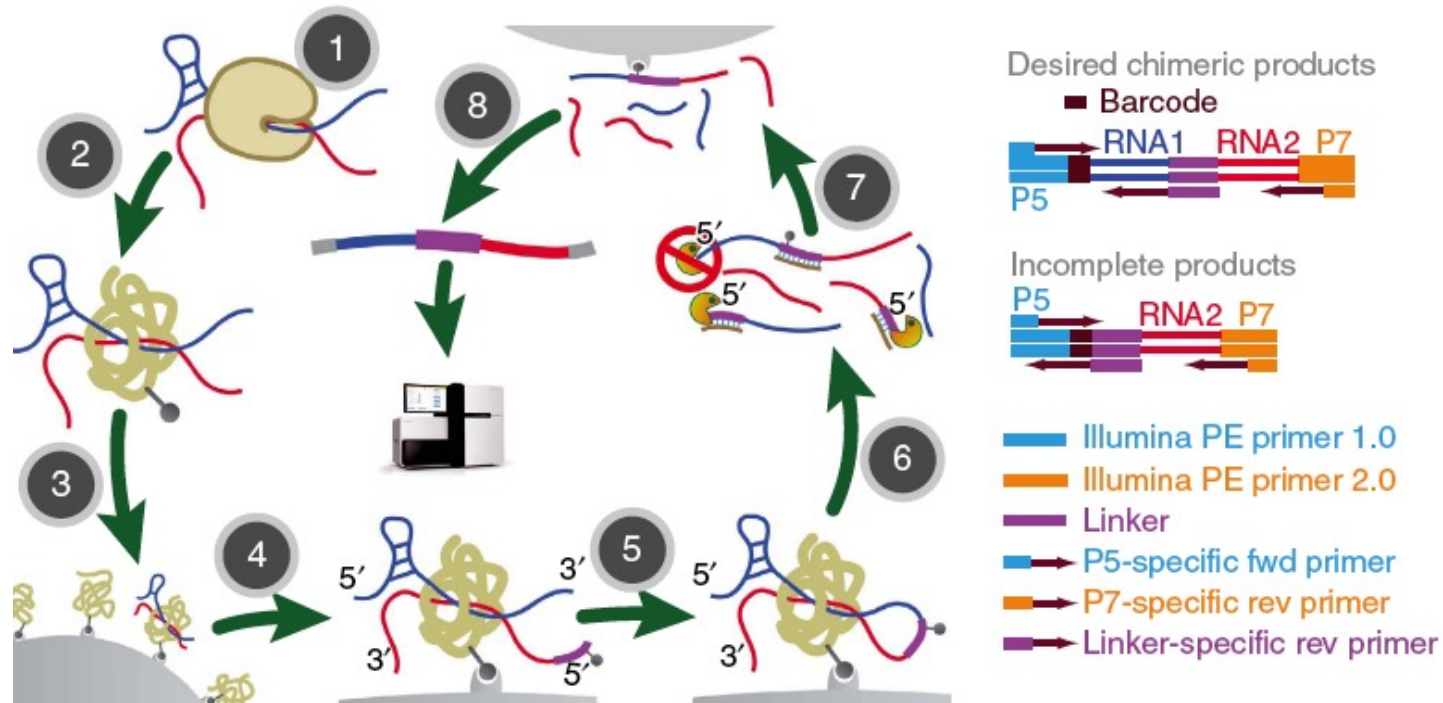 1
2
3
4
5
6
7
8
5′
3′
3′
5′
5′
3′
5′
5′
5′
Desired chimeric products
Barcode
RNA1 RNA2 P7
P5
Incomplete products
P5
RNA2 P7
Illumina PE primer 1.0
Illumina PE primer 2.0
Linker
P5-specific fwd primer
P7-specific rev primer
Linker-specific rev primer